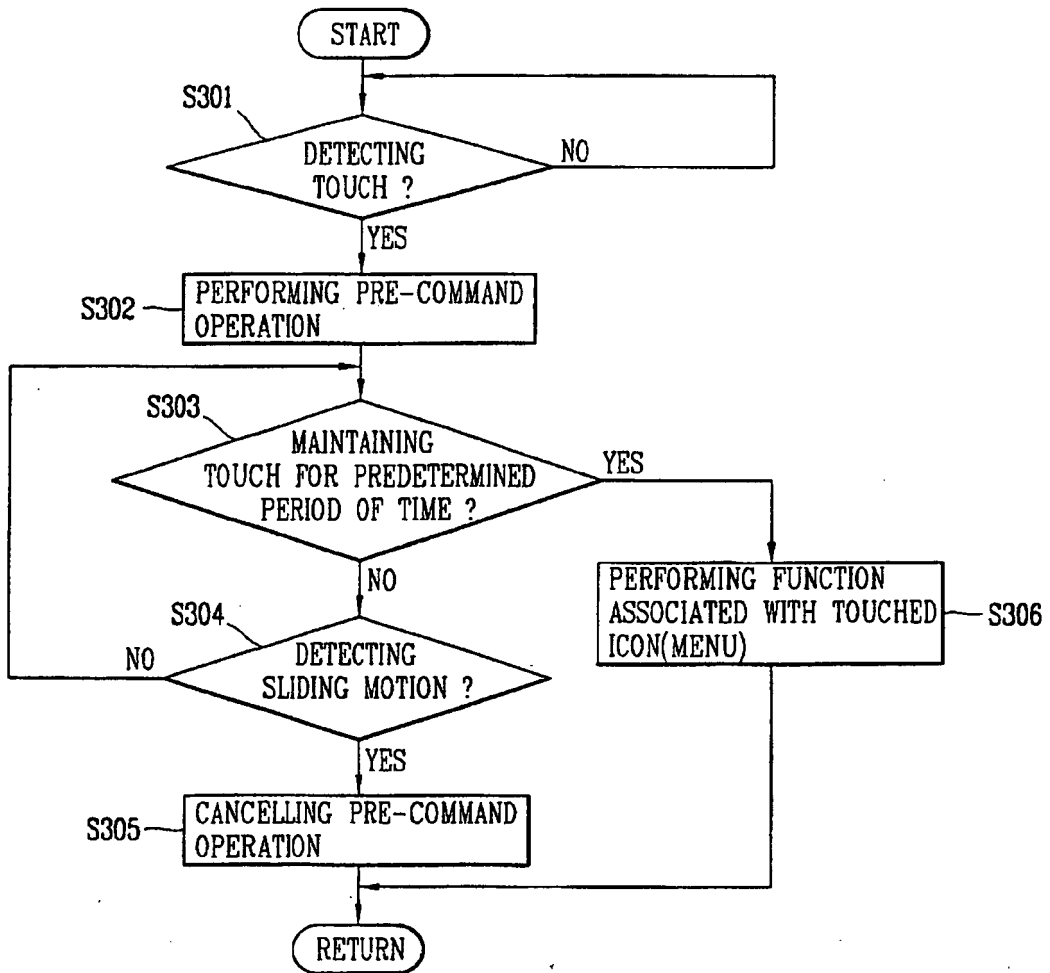 START
S301
DETECTING
TOUCH ?
NO
YES
S302
PERFORMING PRE-COMMAND
OPERATION
S303
MAINTAINING
TOUCH FOR PREDETERMINED
PERIOD OF TIME ?
YES
NO
PERFORMING FUNCTION
ASSOCIATED WITH TOUCHED
ICON(MENU)
S306
S304
NO
DETECTING
SLIDING MOTION ?
YES
S305
CANCELLING PRE-COMMAND
OPERATION
RETURN